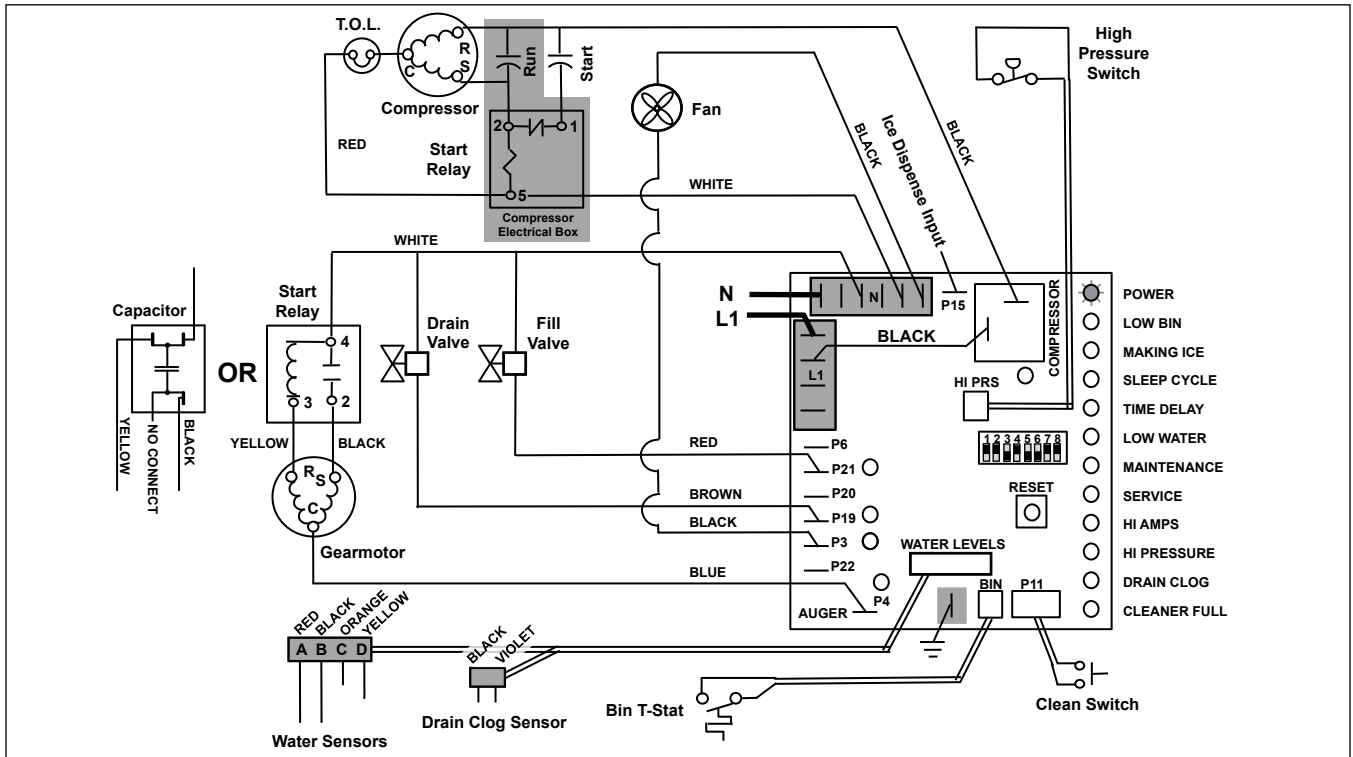 T.O.L.
R
S
C
Compressor
Run
Start
High
Pressure
Switch
Fan
RED
2
1
Start
Relay
5
Compressor
Electrical Box
WHITE
BLACK
BLACK
Ice Dispense Input
WHITE
Capacitor
YELLOW
NO CONNECT
BLACK
OR
Start
Relay
4
3
2
YELLOW
BLACK
R
S
C
Gearmotor
Drain
Valve
Fill
Valve
N
L1
N
P15
L1
BLACK
COMPRESSOR
HI PRS
1 2 3 4 5 6 7 8
RESET
RED
BROWN
BLACK
BLUE
P6
P21
P20
P19
P3
P22
P4
AUGER
WATER LEVELS
BIN
P11
POWER
LOW BIN
MAKING ICE
SLEEP CYCLE
TIME DELAY
LOW WATER
MAINTENANCE
SERVICE
HI AMPS
HI PRESSURE
DRAIN CLOG
CLEANER FULL
RED
BLACK
ORANGE
YELLOW
A B C D
Water Sensors
BLACK
VIOLET
Drain Clog Sensor
Bin T-Stat
Clean Switch